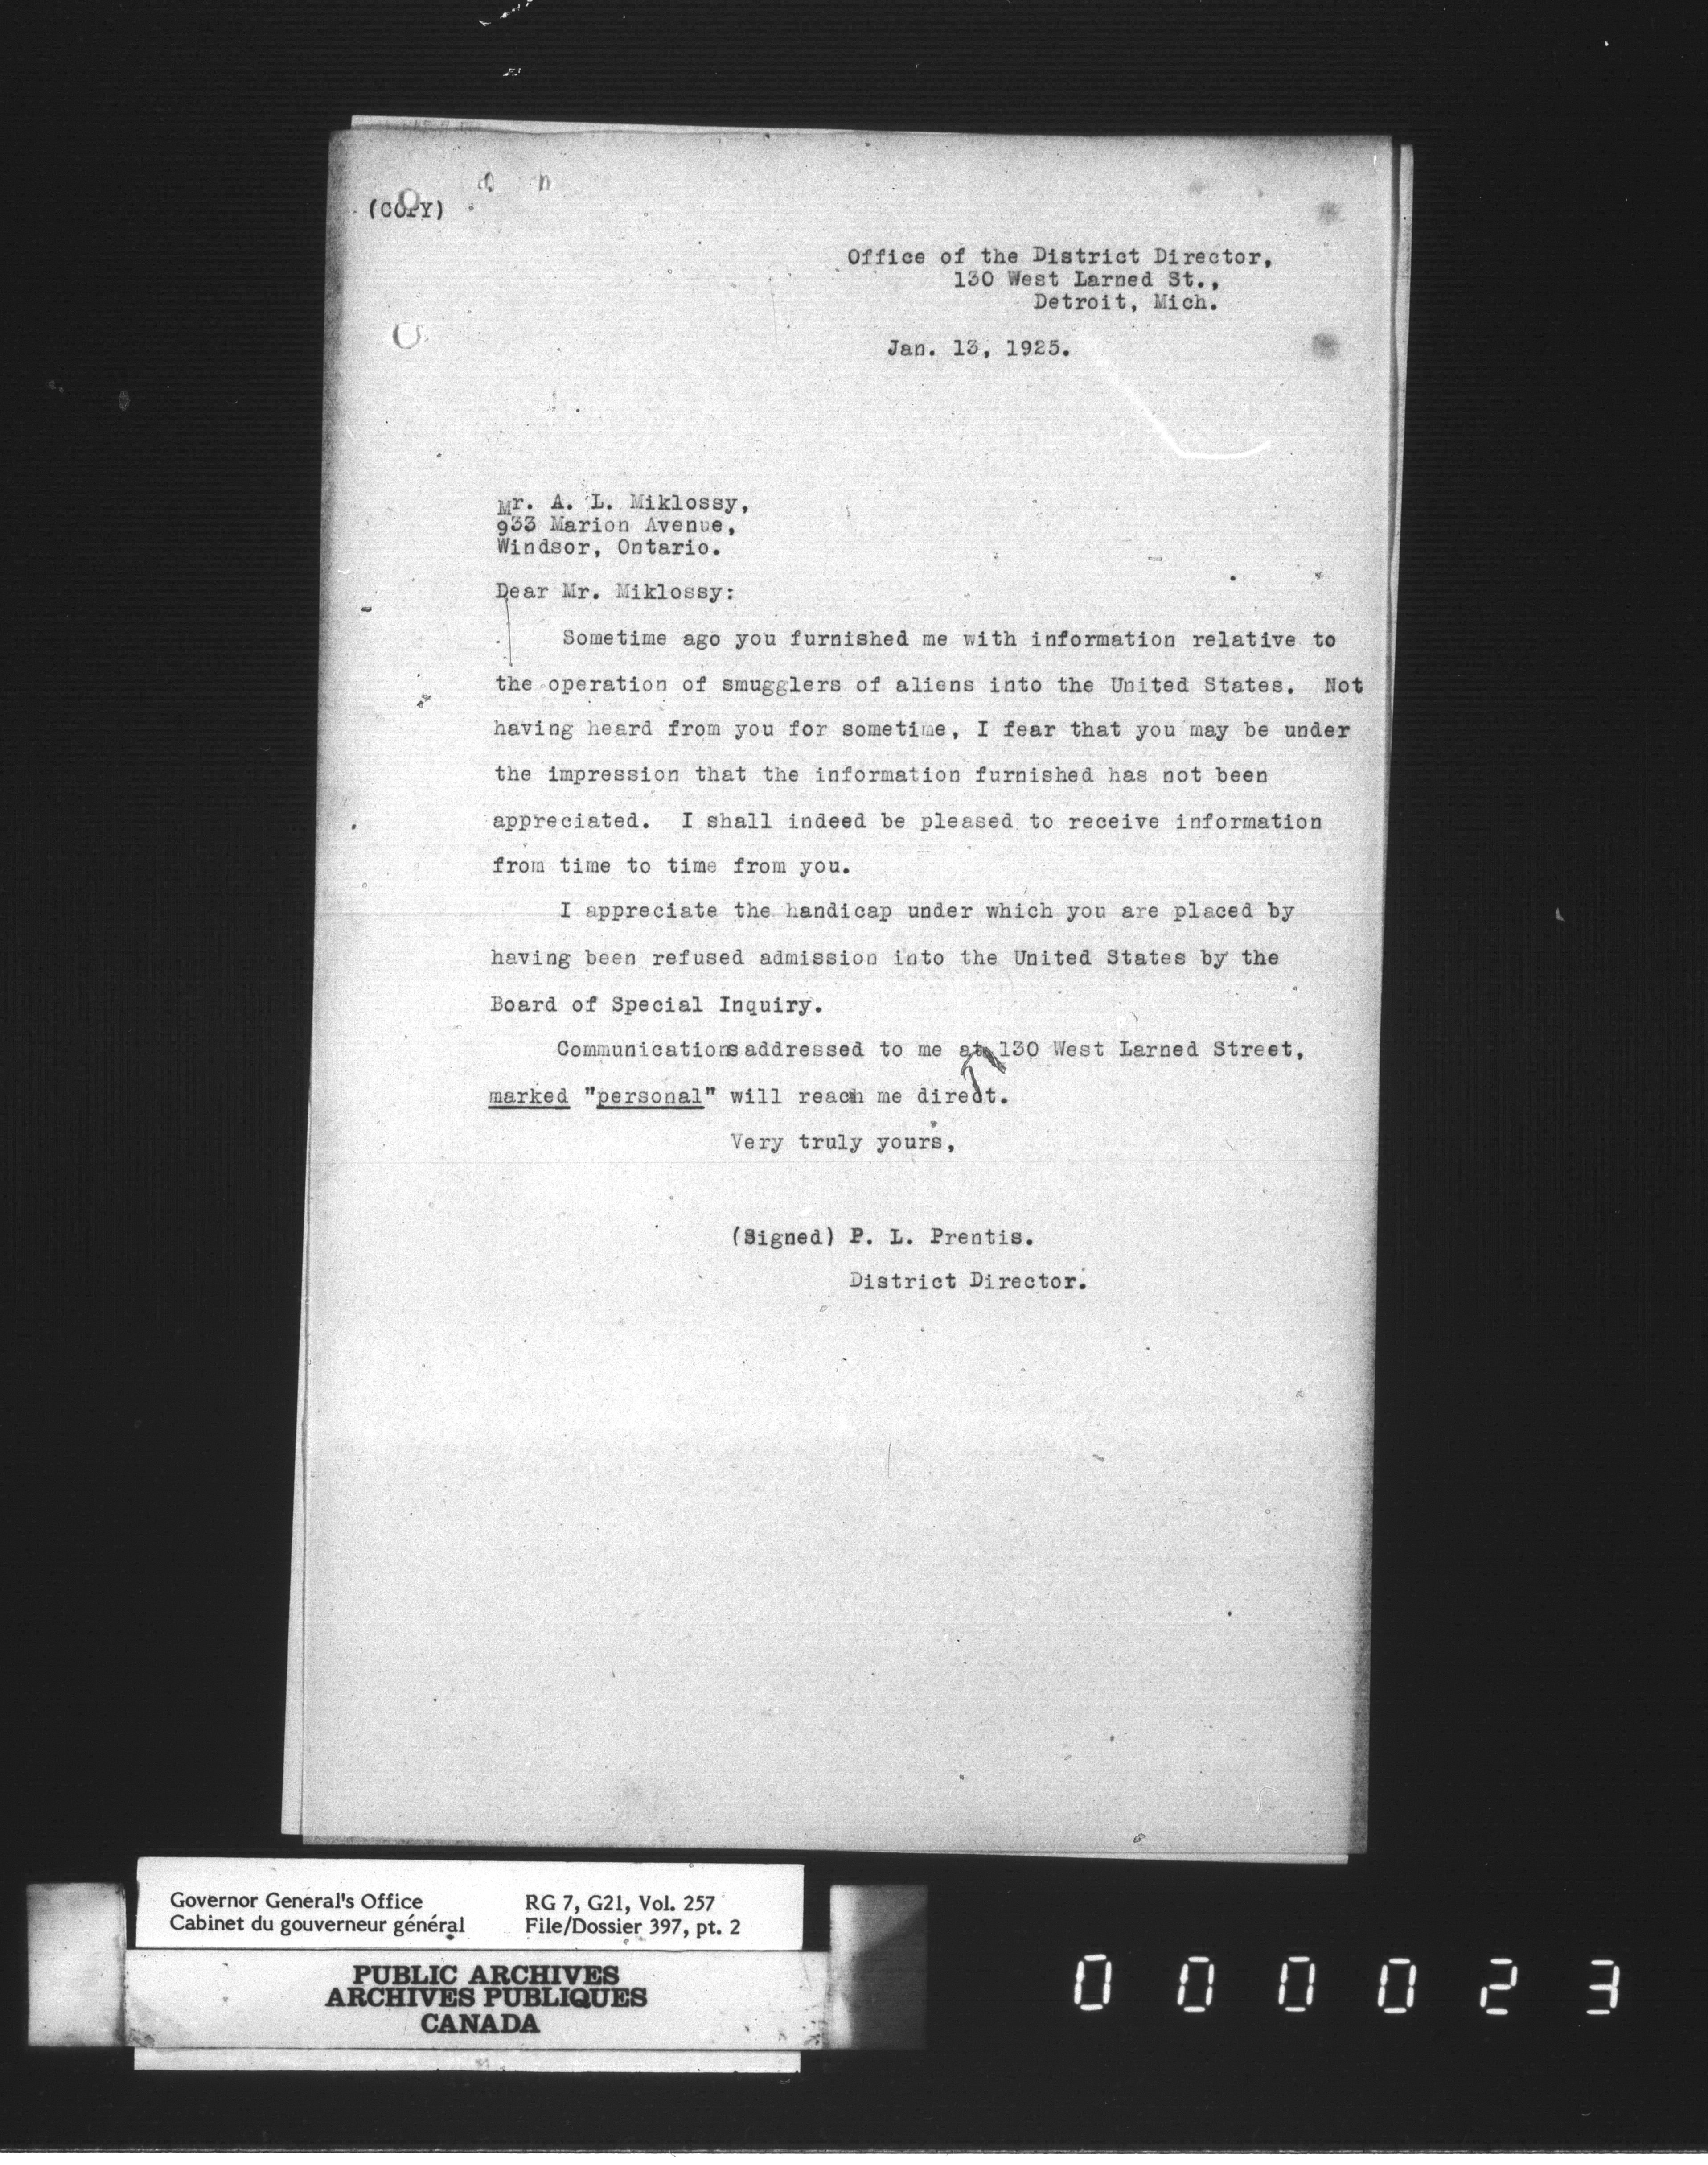 (COPY)
Office of the District Director,
130 West Larned St.,
Detroit, Mich.
Jan. 13, 1925.
Mr. A. L. Miklossy,
933 Marion Avenue,
Windsor, Ontario.
Dear Mr. Miklossy:
Sometime ago you furnished me with information relative to
the operation of smugglers of aliens into the United States. Not
having heard from you for sometime, I fear that you may be under
the impression that the information furnished has not been
appreciated. I shall indeed be pleased to receive information
from time to time from you.
I appreciate the handicap under which you are placed by
having been refused admission into the United States by the
Board of Special Inquiry.
Communications addressed to me at 130 West Larned Street,
marked "personal" will reach me direct.
Very truly yours,
(Signed) P. L. Prentis.
District Director.
Governor General's Office RG 7, G21, Vol. 257
Cabinet du gouverneur général File/Dossier 397, pt. 2
PUBLIC ARCHIVES
ARCHIVES PUBLIQUES
CANADA
000023